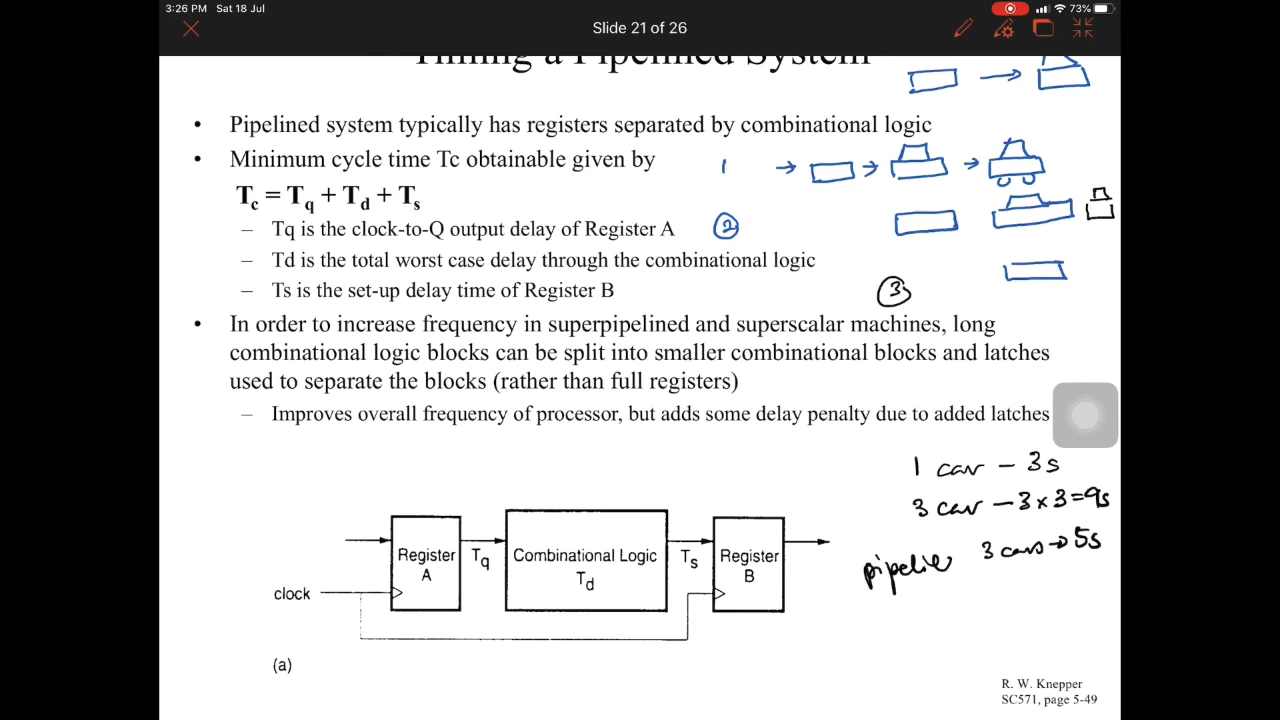 3:26 PM Sat 18 Jul
73%
Slide 21 of 26
Timing a Pipelined System
• Pipelined system typically has registers separated by combinational logic
• Minimum cycle time Tc obtainable given by
Tc = Tq + Td + Ts
– Tq is the clock-to-Q output delay of Register A
– Td is the total worst case delay through the combinational logic
– Ts is the set-up delay time of Register B
1
2
3
• In order to increase frequency in superpipelined and superscalar machines, long
combinational logic blocks can be split into smaller combinational blocks and latches
used to separate the blocks (rather than full registers)
– Improves overall frequency of processor, but adds some delay penalty due to added latches
1 car – 3s
3 car – 3 x 3 = 9s
pipeline 3 cars → 5s
Register
A
Tq
Combinational Logic
Td
Ts
Register
B
clock
(a)
R. W. Knepper
SC571, page 5-49